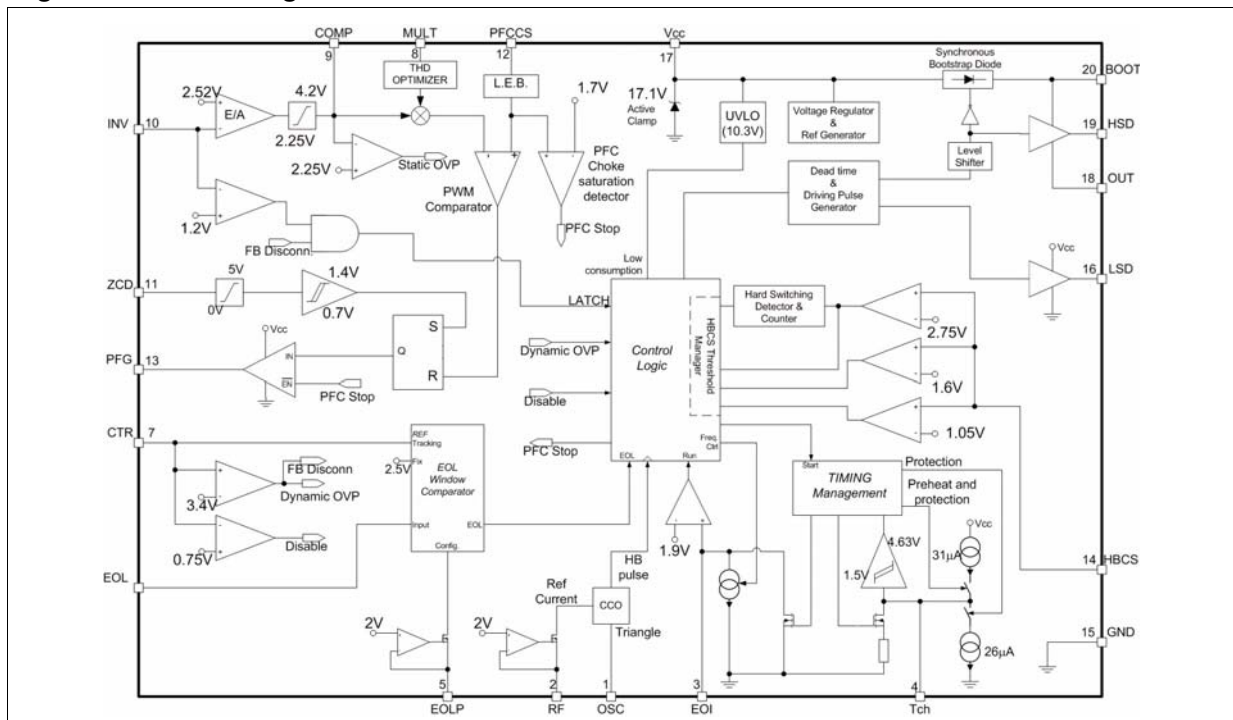 COMP
MULT
PFCCS
Vcc
9
8
12
17
THD
OPTIMIZER
L.E.B.
Synchronous
Bootstrap Diode
20
BOOT
2.52V
E/A
4.2V
2.25V
1.7V
17.1V
Active
Clamp
UVLO
(10.3V)
Voltage Regulator
&
Ref Generator
INV
10
19
HSD
Level
Shifter
2.25V
Static OVP
PWM
Comparator
PFC
Choke
saturation
detector
Dead time
&
Driving Pulse
Generator
OUT
18
1.2V
FB Disconn.
PFC Stop
Vcc
Low
consumption
16
LSD
ZCD
11
5V
0V
1.4V
0.7V
LATCH
Hard Switching
Detector &
Counter
2.75V
Vcc
S
Q
R
Dynamic OVP
Control
Logic
HBCS Threshold
Manager
PFG
13
IN
EN
PFC Stop
Disable
1.6V
1.05V
CTR
7
REF
Tracking
Fix
2.5V
EOL
Window
Comparator
PFC Stop
EOL
Run
Freq.
Ctrl
Start
TIMING
Management
Protection
Preheat and
protection
FB Disconn
Dynamic OVP
3.4V
Input
EOL
Config.
0.75V
Disable
1.9V
4.63V
1.5V
Vcc
31µA
14
HBCS
EOL
HB
pulse
Ref
Current
CCO
Triangle
2V
2V
26µA
15
GND
5
2
1
3
4
EOLP
RF
OSC
EOI
Tch